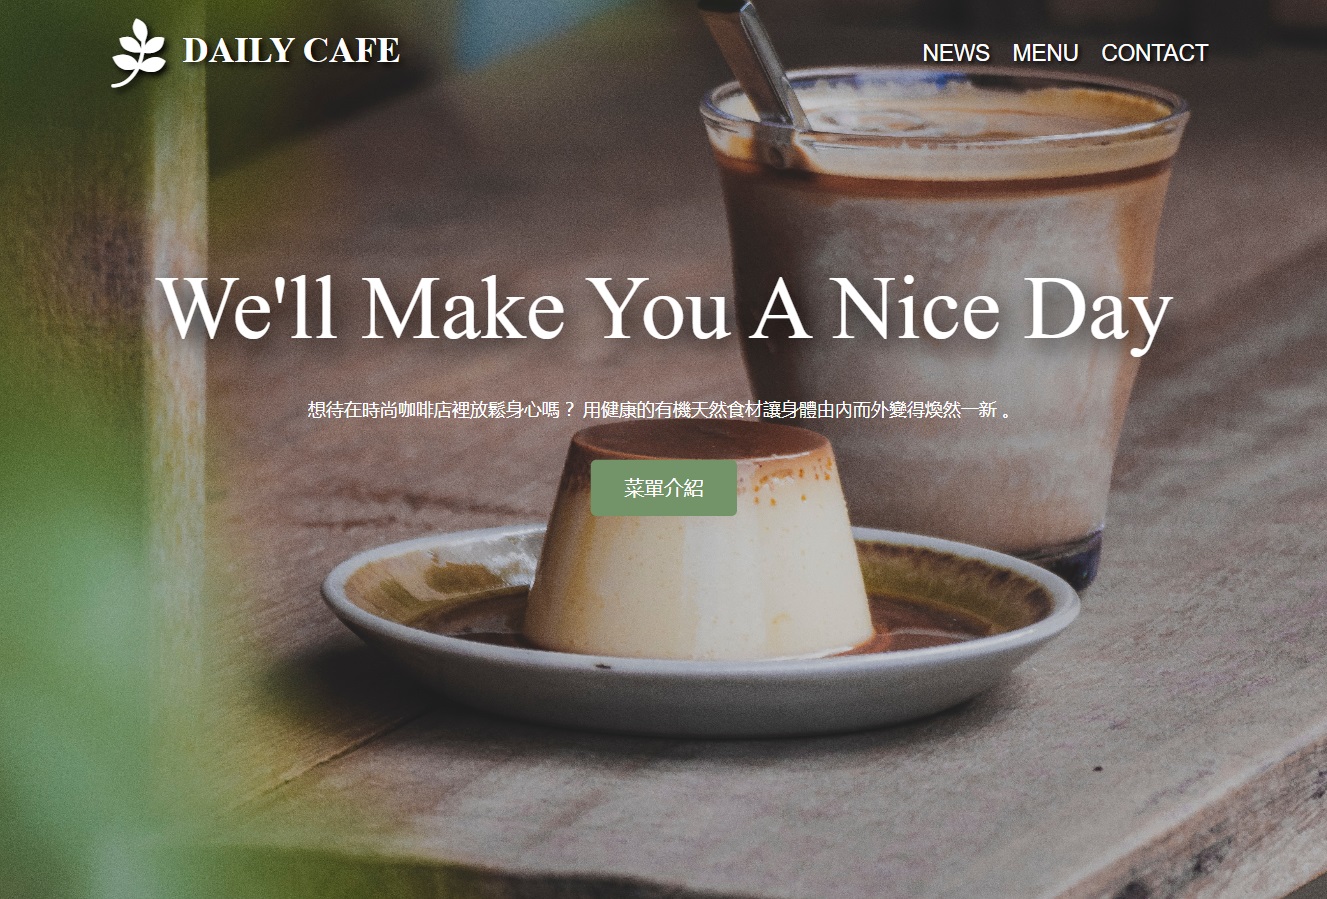 DAILY CAFE
NEWS MENU CONTACT
We'll Make You A Nice Day
想待在時尚咖啡店裡放鬆身心嗎？ 用健康的有機天然食材讓身體由內而外變得煥然一新 。
菜單介紹